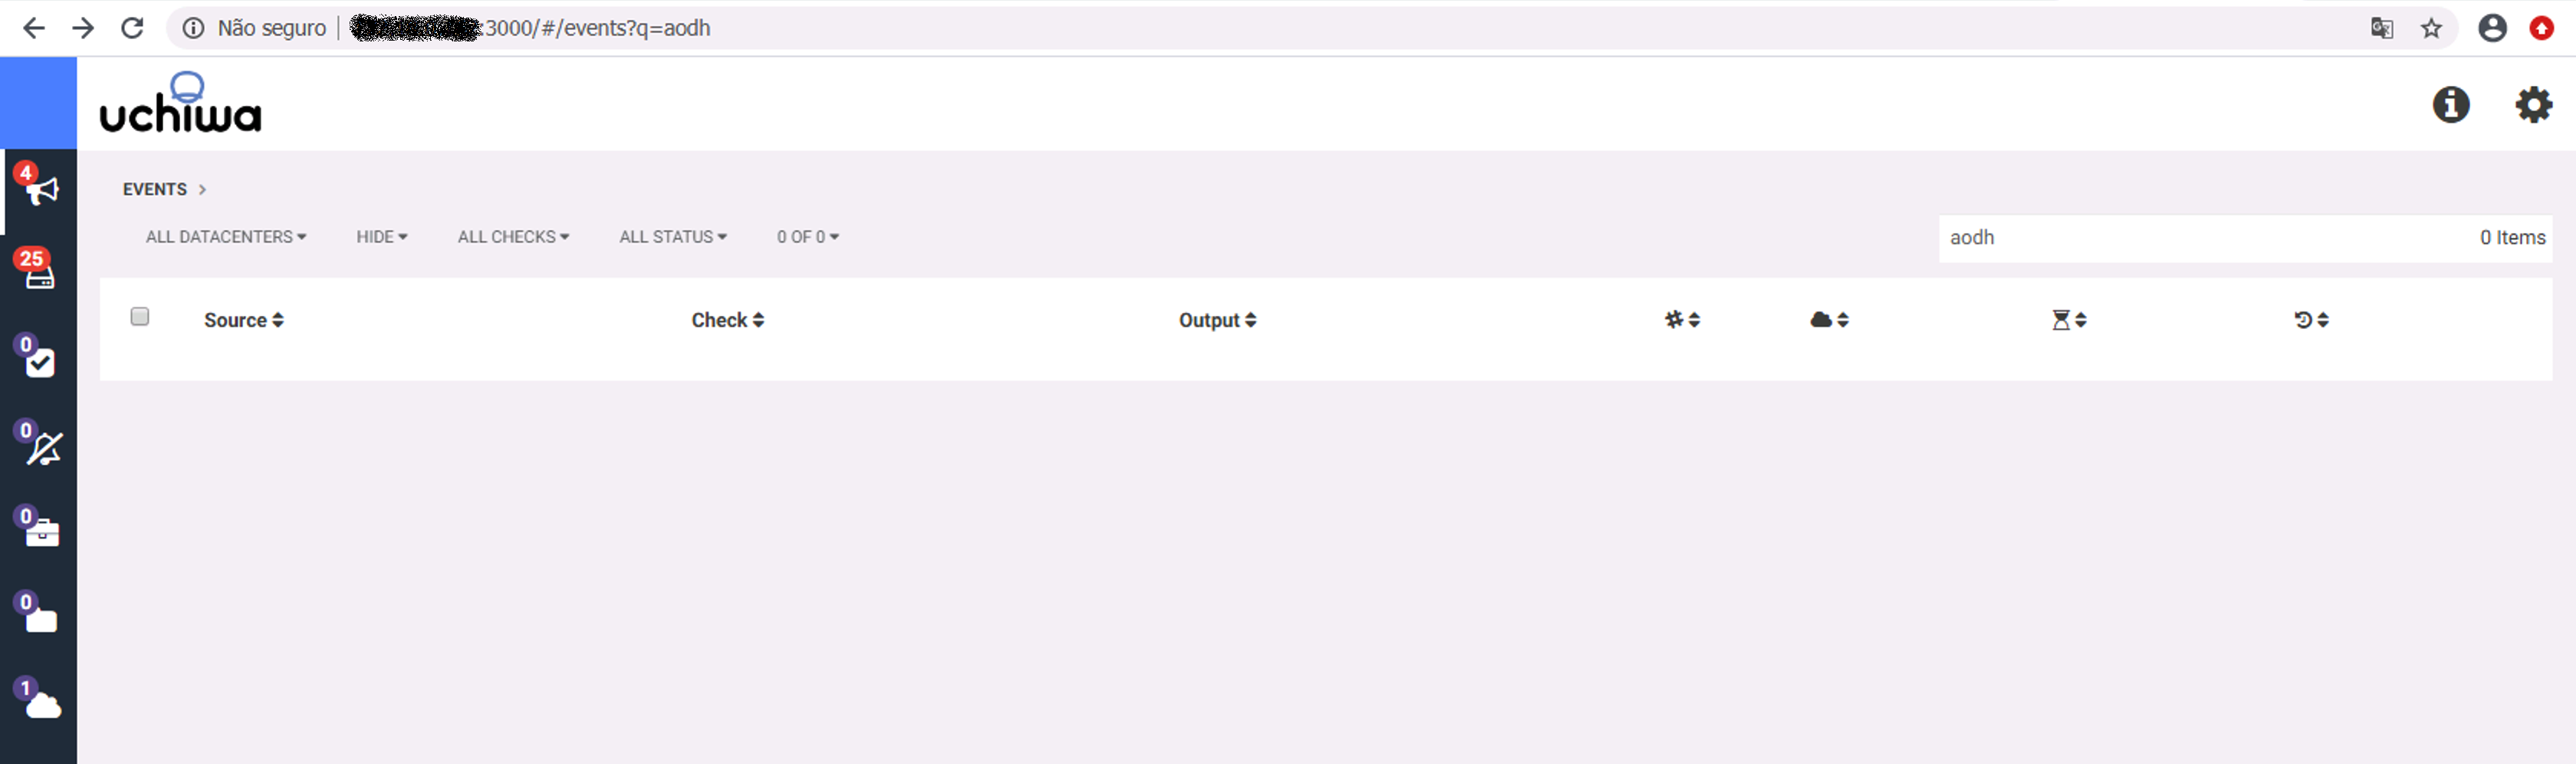 Não seguro | :3000/#/events?q=aodh
uchiwa
4
EVENTS >
ALL DATACENTERS HIDE ALL CHECKS ALL STATUS 0 OF 0 aodh 0 Items
25
Source Check Output
0
0
0
0
1